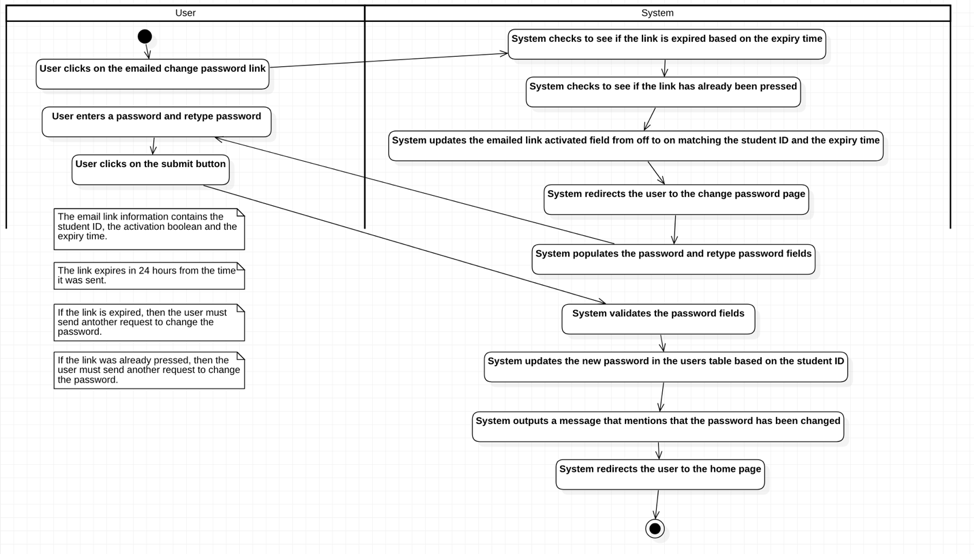 User
System
System checks to see if the link is expired based on the expiry time
User clicks on the emailed change password link
System checks to see if the link has already been pressed
User enters a password and retype password
System updates the emailed link activated field from off to on matching the student ID and the expiry time
User clicks on the submit button
System redirects the user to the change password page
The email link information contains the
student ID, the activation boolean and the
expiry time.
System populates the password and retype password fields
The link expires in 24 hours from the time
it was sent.
If the link is expired, then the user must
send antother request to change the
password.
System validates the password fields
If the link was already pressed, then the
user must send another request to change
the password.
System updates the new password in the users table based on the student ID
System outputs a message that mentions that the password has been changed
System redirects the user to the home page